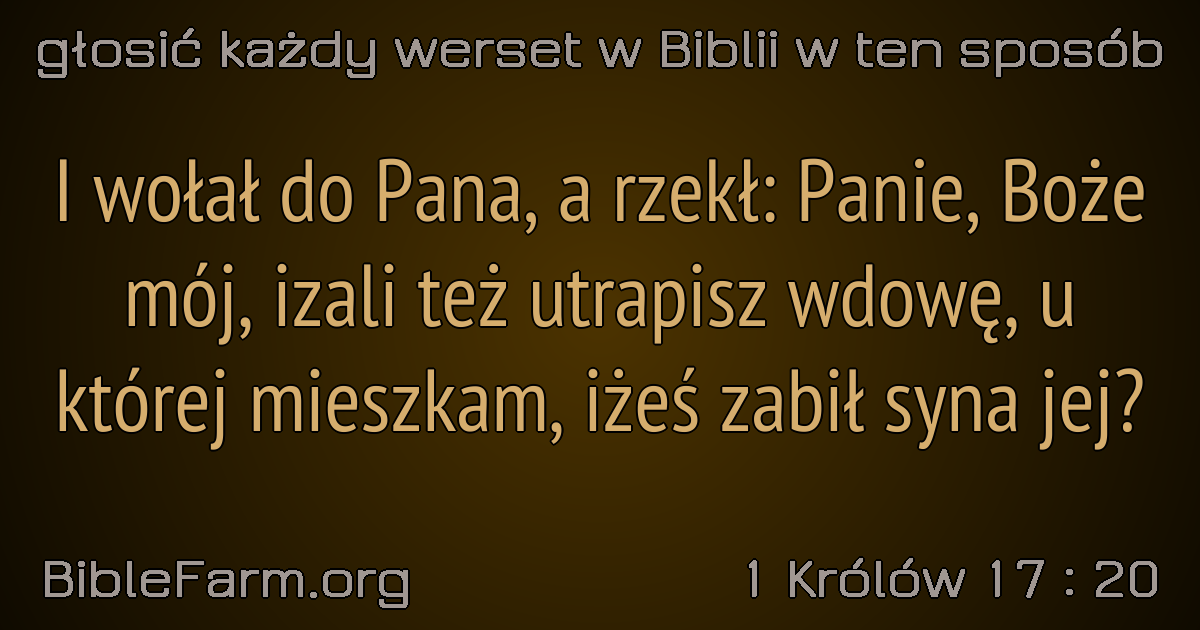 głosić każdy werset w Biblii w ten sposób
I wołał do Pana, a rzekł: Panie, Boże
mój, izali też utrapisz wdowę, u
której mieszkam, iżeś zabił syna jej?
BibleFarm.org
1 Królów 17 : 20